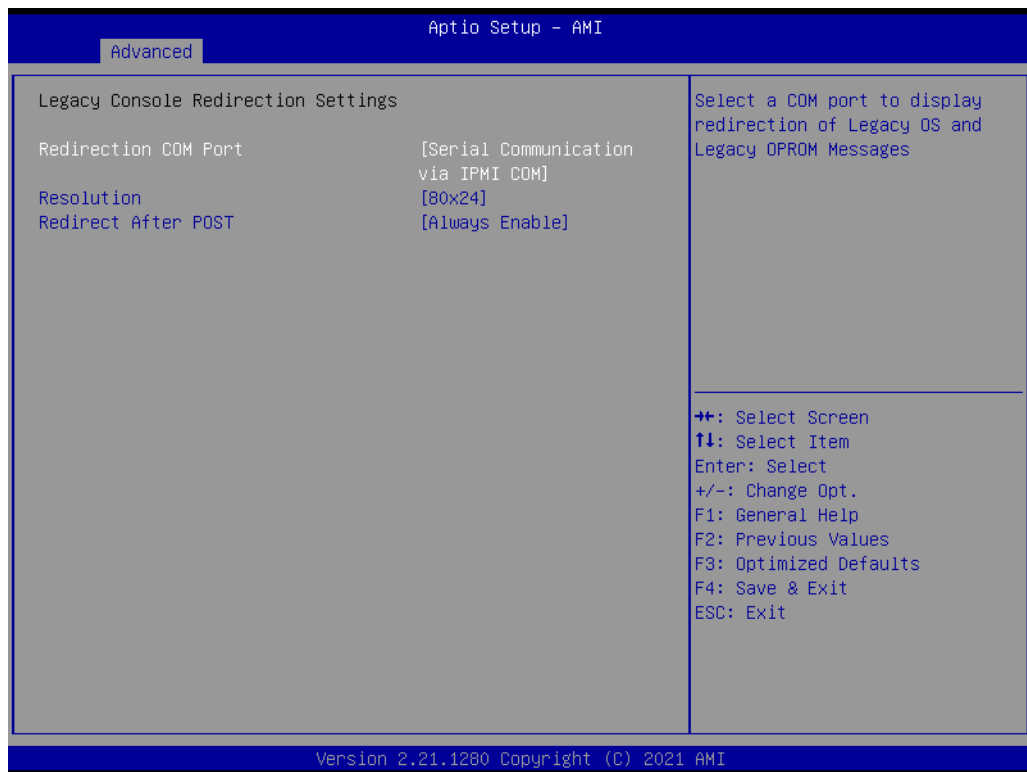 Aptio Setup – AMI
Advanced
Legacy Console Redirection Settings
Redirection COM Port [Serial Communication
via IPMI COM]
Resolution [80x24]
Redirect After POST [Always Enable]
Select a COM port to display
redirection of Legacy OS and
Legacy OPROM Messages
→←: Select Screen
↑↓: Select Item
Enter: Select
+/-: Change Opt.
F1: General Help
F2: Previous Values
F3: Optimized Defaults
F4: Save & Exit
ESC: Exit
Version 2.21.1280 Copyright (C) 2021 AMI